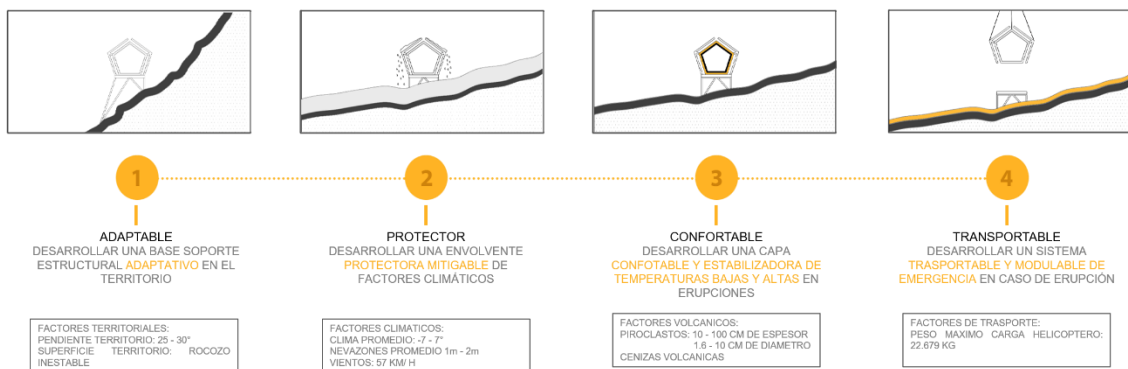 1
ADAPTABLE
DESARROLLAR UNA BASE SOPORTE
ESTRUCTURAL ADAPTATIVO EN EL
TERRITORIO
FACTORES TERRITORIALES:
PENDIENTE TERRITORIO: 25 - 30°
SUPERFICIE TERRITORIO: ROCOZO
INESTABLE
2
PROTECTOR
DESARROLLAR UNA ENVOLVENTE
PROTECTORA MITIGABLE DE
FACTORES CLIMÁTICOS
FACTORES CLIMATICOS:
CLIMA PROMEDIO: -7 - 7°
NEVAZONES PROMEDIO 1m - 2m
VIENTOS: 57 KM/ H
3
CONFORTABLE
DESARROLLAR UNA CAPA
CONFOTABLE Y ESTABILIZADORA DE
TEMPERATURAS BAJAS Y ALTAS EN
ERUPCIONES
FACTORES VOLCANICOS:
PIROCLASTOS: 10 - 100 CM DE ESPESOR
1.6 - 10 CM DE DIAMETRO
CENIZAS VOLCANICAS
4
TRANSPORTABLE
DESARROLLAR UN SISTEMA
TRASPORTABLE Y MODULABLE DE
EMERGENCIA EN CASO DE ERUPCIÓN
FACTORES DE TRASPORTE:
PESO MAXIMO CARGA HELICOPTERO:
22.679 KG